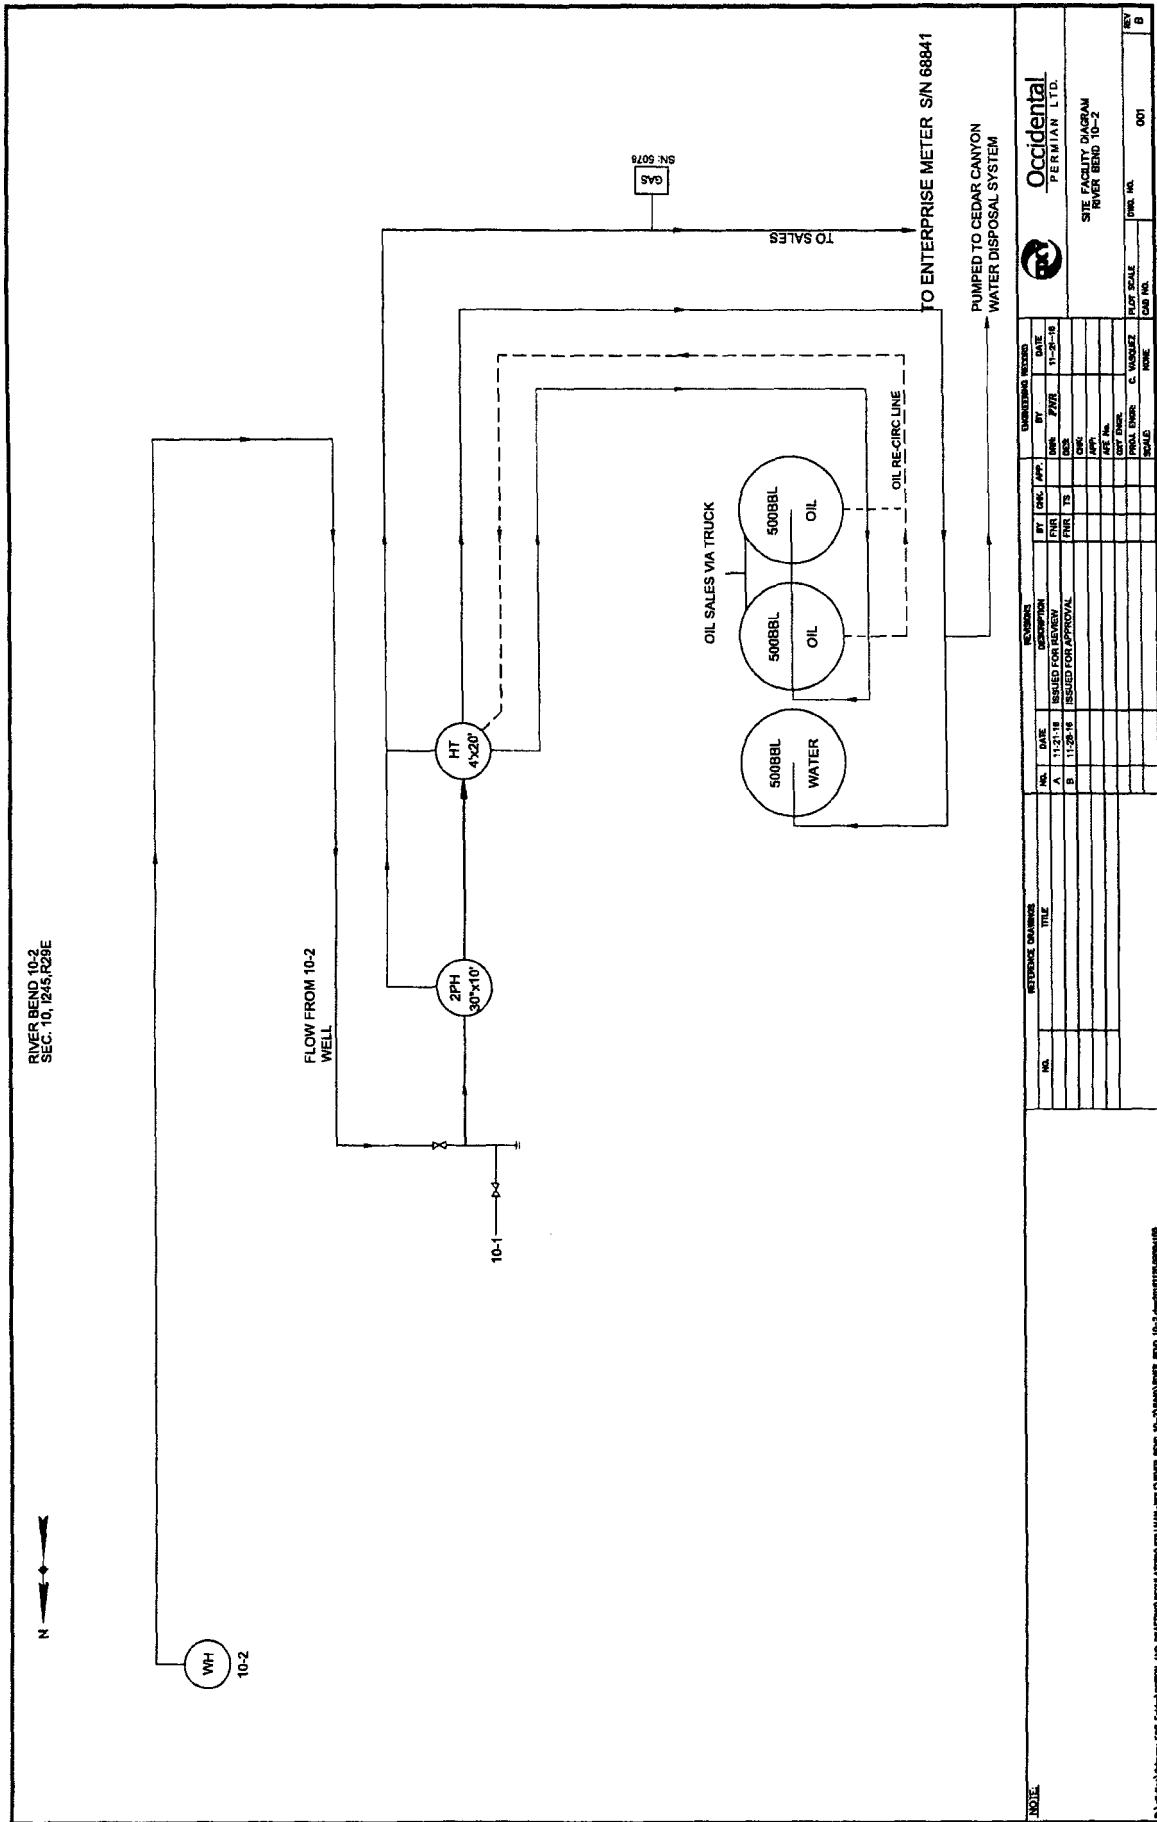 RIVER BEND 10-2
SEC. 10, T24S,R29E
N
WH
10-2
FLOW FROM 10-2
WELL
10-1
2PH
30"x10'
HT
4'x20'
GAS
SN: 5078
TO SALES
TO ENTERPRISE METER S/N 68841
PUMPED TO CEDAR CANYON
WATER DISPOSAL SYSTEM
OIL SALES VIA TRUCK
500BBL
WATER
500BBL
OIL
500BBL
OIL
OIL RE-CIRC LINE
NOTE:
REFERENCE DRAWINGS
NO.
TITLE
REVISIONS
NO.
DATE
DESCRIPTION
BY
CHK.
APP.
A
11-21-16
ISSUED FOR REVIEW
FNR
B
11-28-16
ISSUED FOR APPROVAL
FNR
TS
ENGINEERING RECORD
BY
DATE
DRN:
FNR
11-21-16
DES:
CHK:
APP:
AFE No.
OXY ENGR.
PROJ. ENGR:
C. VASQUEZ
SCALE:
NONE
OXY
Occidental
PERMIAN LTD.
SITE FACILITY DIAGRAM
RIVER BEND 10-2
PLOT SCALE
CAD NO.
DWG. NO.
001
REV
B